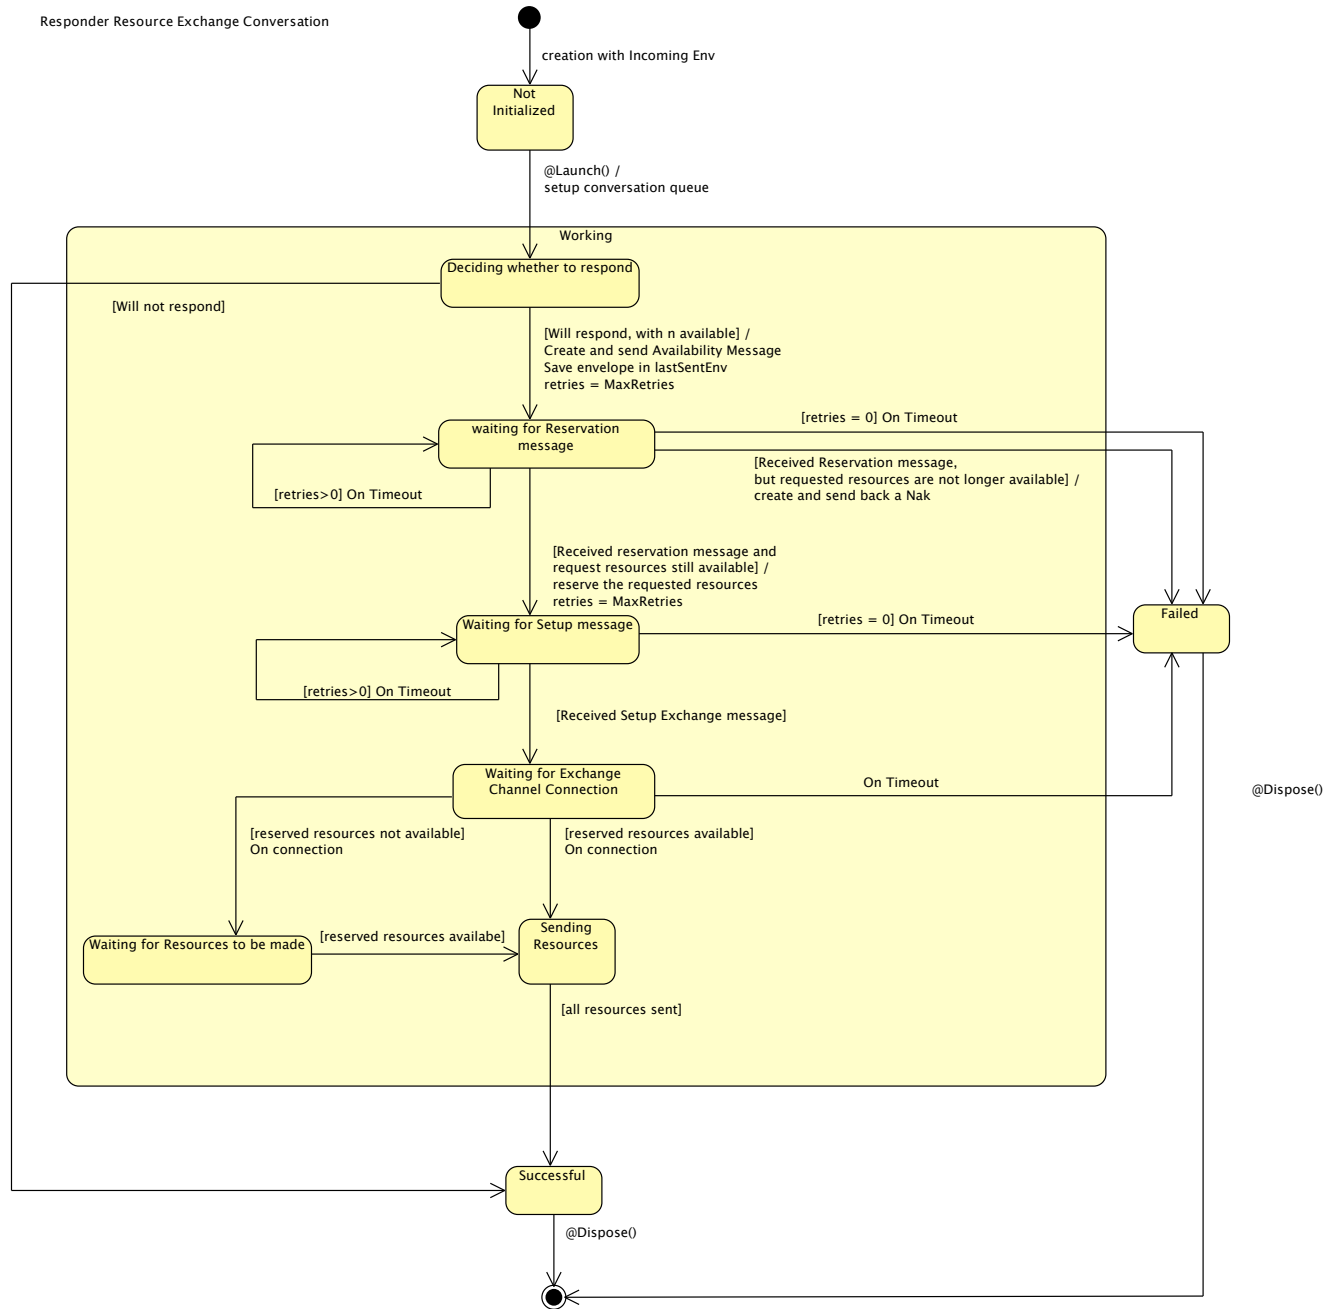 Responder Resource Exchange Conversation
creation with Incoming Env
Not
Initialized
@Launch() /
setup conversation queue
Working
Deciding whether to respond
[Will not respond]
[Will respond, with n available] /
Create and send Availability Message
Save envelope in lastSentEnv
retries = MaxRetries
waiting for Reservation
message
[retries = 0] On Timeout
[Received Reservation message,
but requested resources are not longer available] /
create and send back a Nak
[retries>0] On Timeout
[Received reservation message and
request resources still available] /
reserve the requested resources
retries = MaxRetries
Waiting for Setup message
[retries = 0] On Timeout
Failed
[retries>0] On Timeout
[Received Setup Exchange message]
Waiting for Exchange
Channel Connection
On Timeout
@Dispose()
[reserved resources not available]
On connection
[reserved resources available]
On connection
Waiting for Resources to be made
[reserved resources availabe]
Sending
Resources
[all resources sent]
Successful
@Dispose()